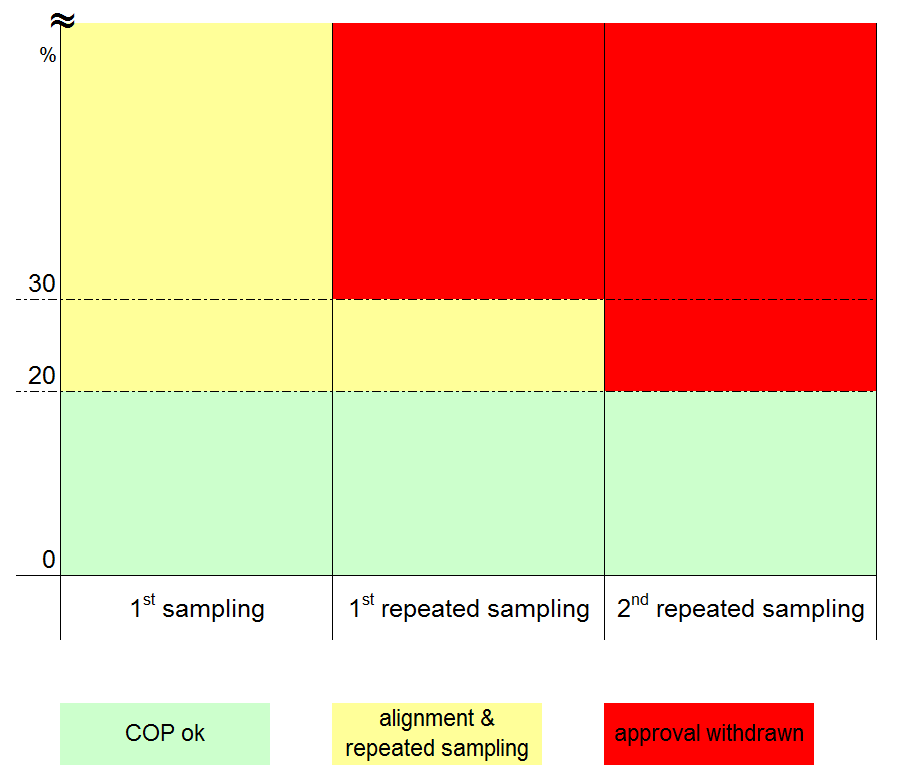 ≈
%
30
20
0
1st sampling
1st repeated sampling
2nd repeated sampling
COP ok
alignment &
repeated sampling
approval withdrawn